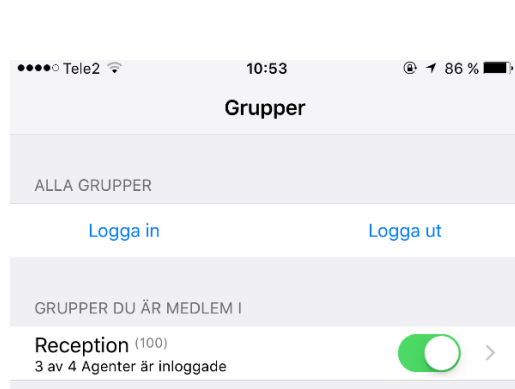 Tele2 10:53 86 %
Grupper
ALLA GRUPPER
Logga in Logga ut
GRUPPER DU ÄR MEDLEM I
Reception (100)
3 av 4 Agenter är inloggade